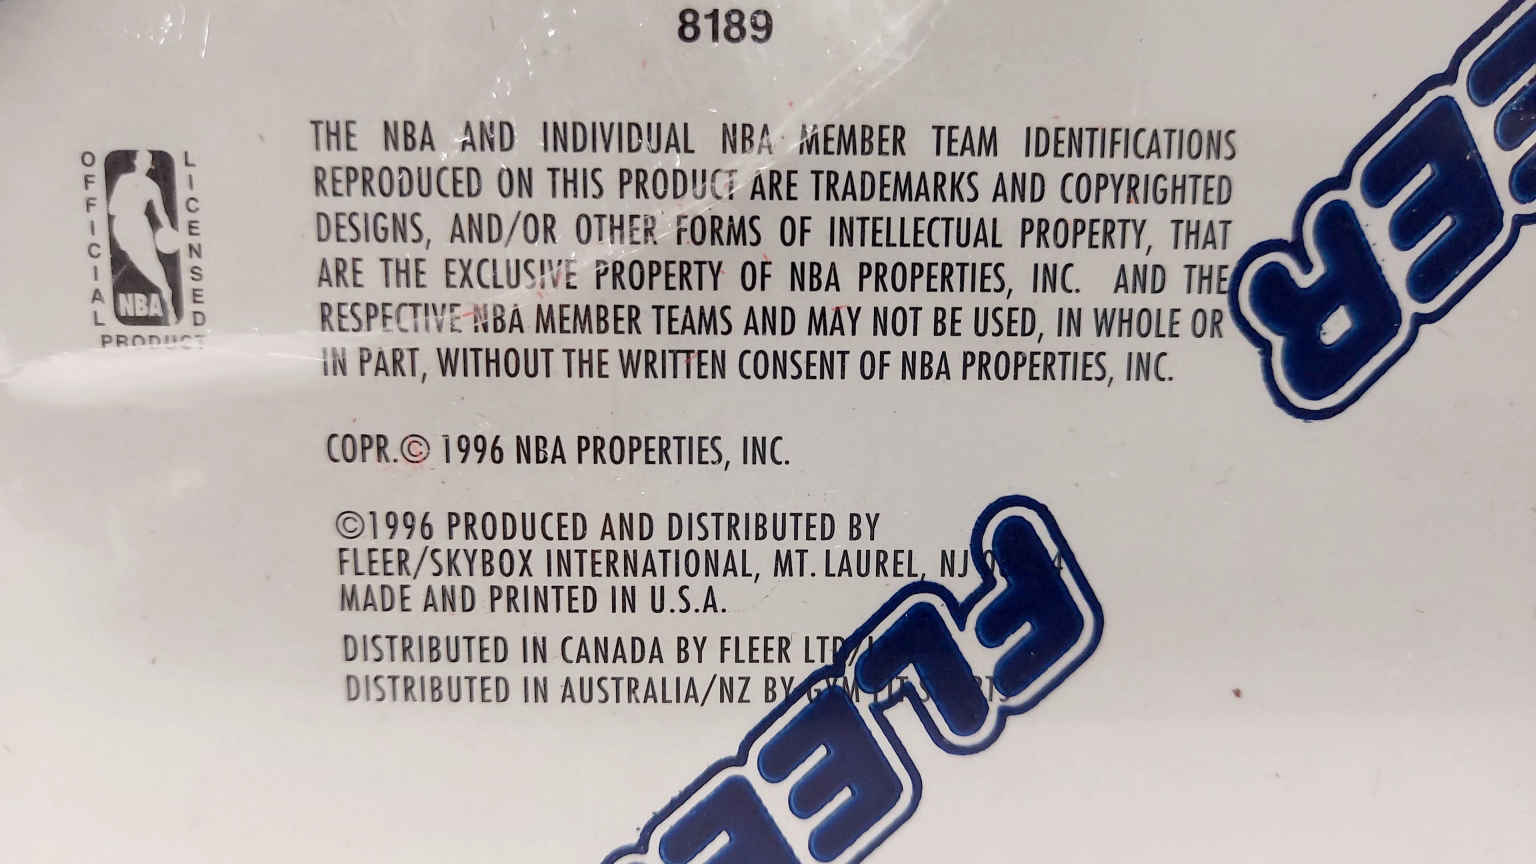 8189
THE NBA AND INDIVIDUAL NBA MEMBER TEAM IDENTIFICATIONS
REPRODUCED ON THIS PRODUCT ARE TRADEMARKS AND COPYRIGHTED
DESIGNS, AND/OR OTHER FORMS OF INTELLECTUAL PROPERTY, THAT
ARE THE EXCLUSIVE PROPERTY OF NBA PROPERTIES, INC. AND THE
RESPECTIVE NBA MEMBER TEAMS AND MAY NOT BE USED, IN WHOLE OR
IN PART, WITHOUT THE WRITTEN CONSENT OF NBA PROPERTIES, INC.
OFFICIAL
LICENSED
NBA
PRODUCT
COPR.© 1996 NBA PROPERTIES, INC.
©1996 PRODUCED AND DISTRIBUTED BY
FLEER/SKYBOX INTERNATIONAL, MT. LAUREL, NJ
MADE AND PRINTED IN U.S.A.
DISTRIBUTED IN CANADA BY FLEER
DISTRIBUTED IN AUSTRALIA/NZ BY GYM
FLEER
ER